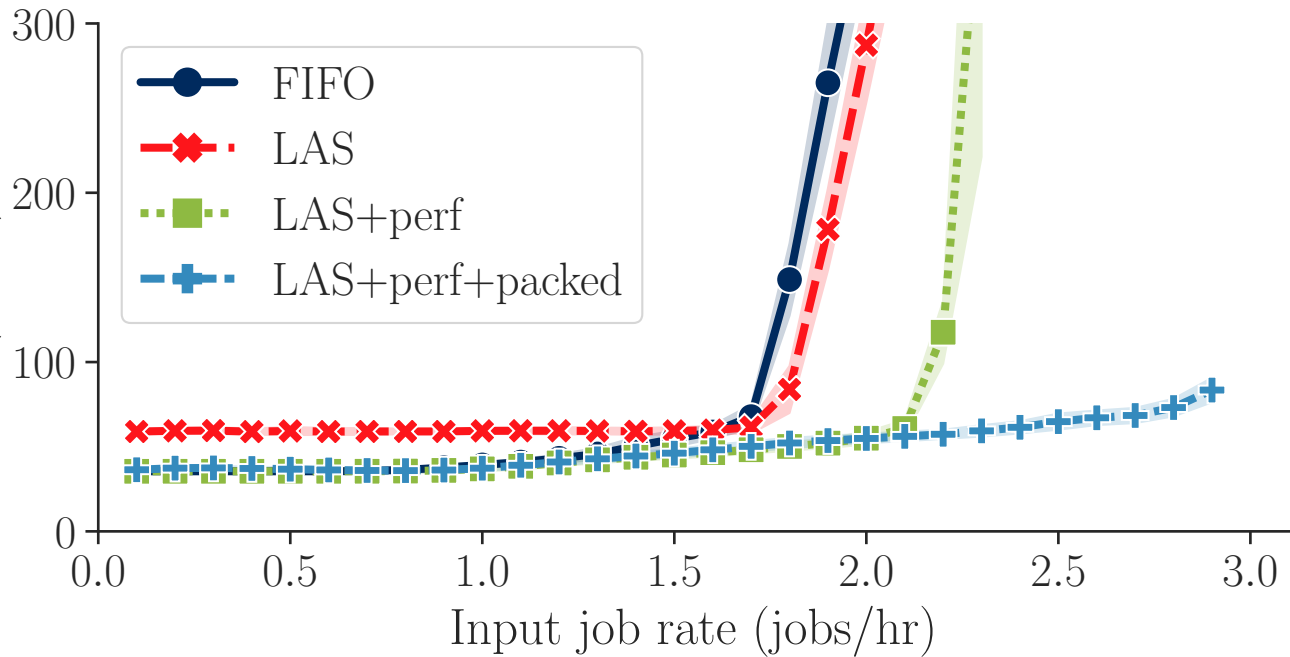 300
200
100
0
FIFO
LAS
LAS+perf
LAS+perf+packed
0.0 0.5 1.0 1.5 2.0 2.5 3.0
Input job rate (jobs/hr)